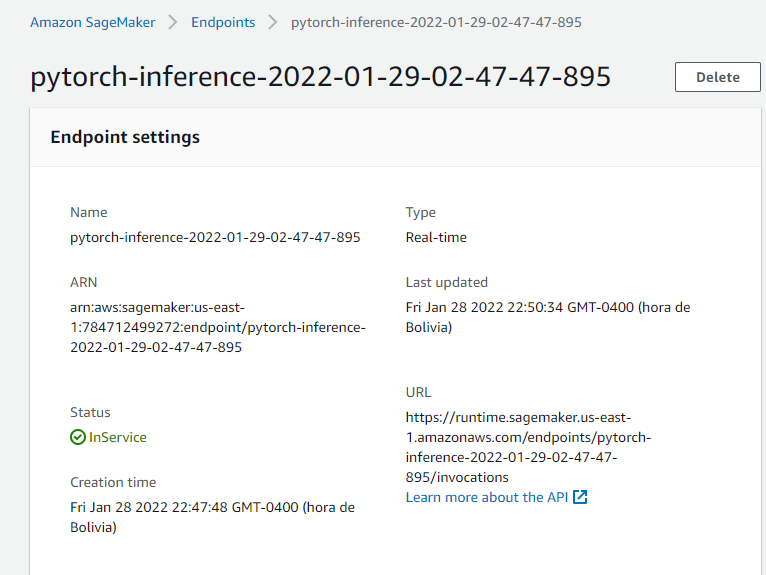 Amazon SageMaker > Endpoints > pytorch-inference-2022-01-29-02-47-47-895
pytorch-inference-2022-01-29-02-47-47-895
Delete
Endpoint settings
Name
pytorch-inference-2022-01-29-02-47-47-895
Type
Real-time
ARN
arn:aws:sagemaker:us-east-
1:784712499272:endpoint/pytorch-inference-
2022-01-29-02-47-47-895
Last updated
Fri Jan 28 2022 22:50:34 GMT-0400 (hora de
Bolivia)
Status
InService
URL
https://runtime.sagemaker.us-east-
1.amazonaws.com/endpoints/pytorch-
inference-2022-01-29-02-47-47-
895/invocations
Learn more about the API
Creation time
Fri Jan 28 2022 22:47:48 GMT-0400 (hora de
Bolivia)